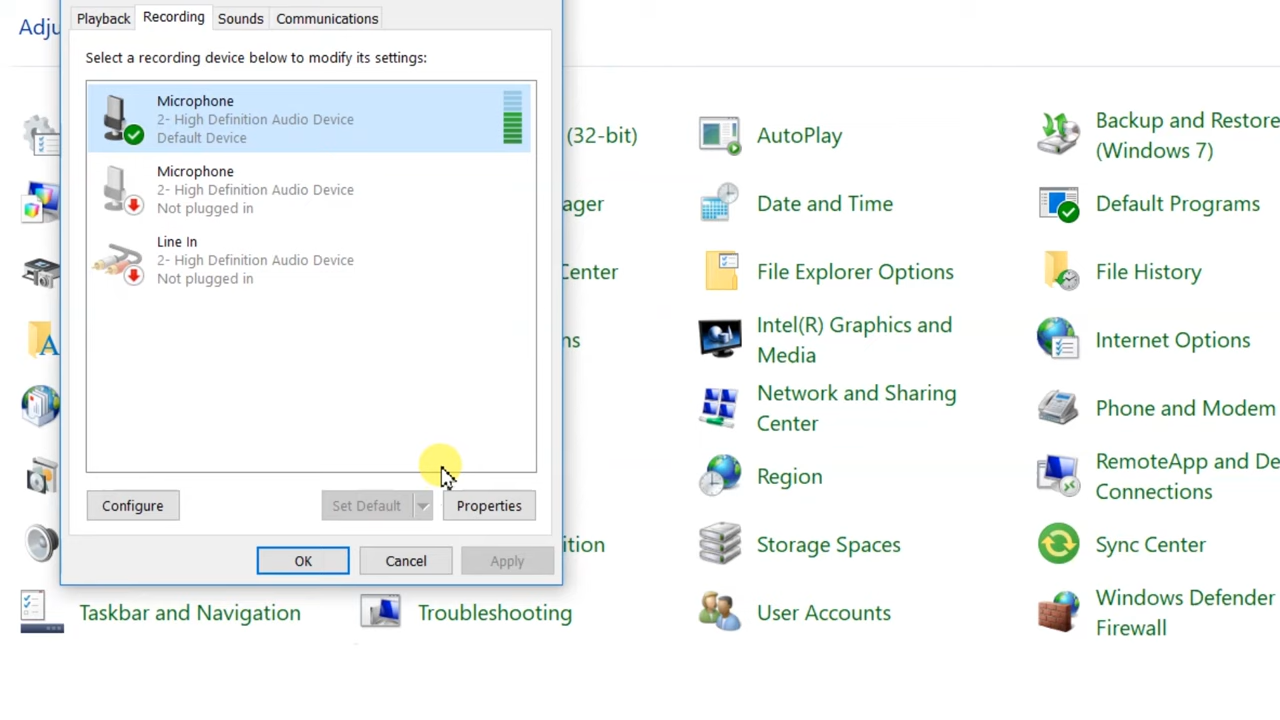 Adju
Playback
Recording
Sounds
Communications
Select a recording device below to modify its settings:
Microphone
2- High Definition Audio Device
Default Device
Microphone
2- High Definition Audio Device
Not plugged in
Line In
2- High Definition Audio Device
Not plugged in
Configure
Set Default
Properties
OK
Cancel
Apply
(32-bit)
ager
Center
ns
ition
Taskbar and Navigation
Troubleshooting
AutoPlay
Date and Time
File Explorer Options
Intel(R) Graphics and
Media
Network and Sharing
Center
Region
Storage Spaces
User Accounts
Backup and Restore
(Windows 7)
Default Programs
File History
Internet Options
Phone and Modem
RemoteApp and De
Connections
Sync Center
Windows Defender
Firewall